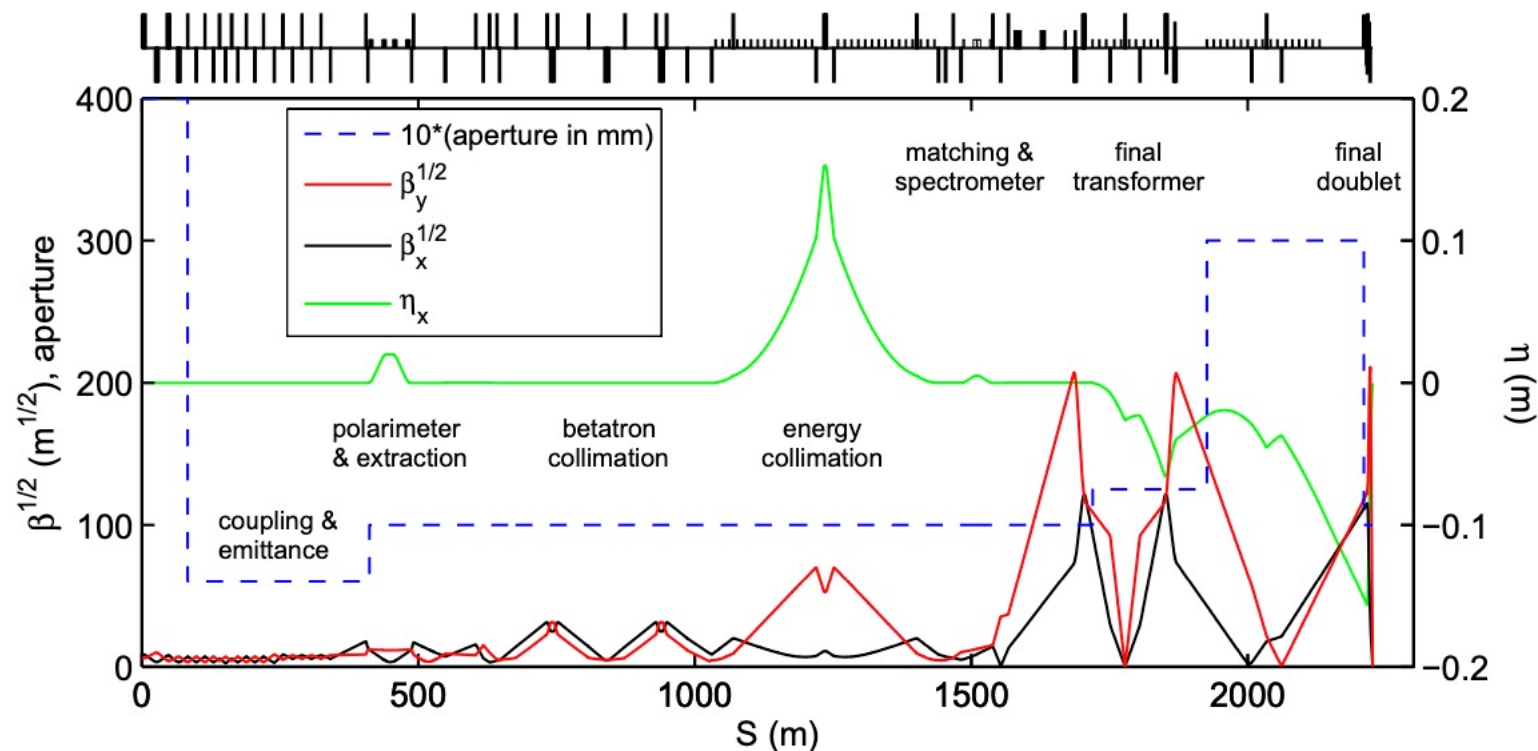 400
300
200
100
0
β^1/2 (m^1/2), aperture
0.2
0.1
0
−0.1
−0.2
η (m)
10*(aperture in mm)
β_y^1/2
β_x^1/2
η_x
matching &
spectrometer
final
transformer
final
doublet
polarimeter
& extraction
betatron
collimation
energy
collimation
coupling &
emittance
0
500
1000
1500
2000
S (m)